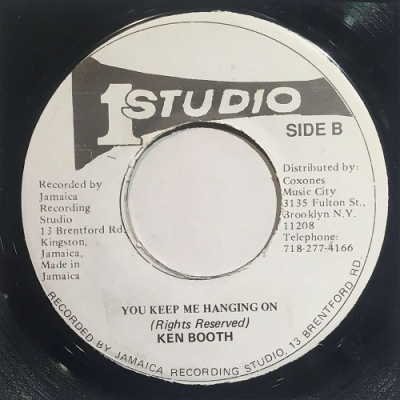 1 STUDIO
SIDE B
Recorded by
Jamaica
Recording
Studio
13 Brentford Rd.
Kingston,
Jamaica,
Made in
Jamaica
Distributed by:
Coxones
Music City
3135 Fulton St.,
Brooklyn N.Y.
11208
Telephone:
718-277-4166
YOU KEEP ME HANGING ON
(Rights Reserved)
KEN BOOTH
RECORDED BY JAMAICA RECORDING STUDIO, 13 BRENTFORD RD.